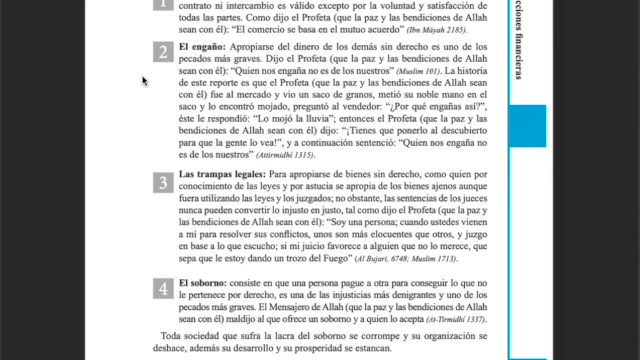 1
contrato ni intercambio es válido excepto por la voluntad y satisfacción de
todas las partes. Como dijo el Profeta (que la paz y las bendiciones de Allah
sean con él): "El comercio se basa en el mutuo acuerdo" (Ibn Máyah 2185).
2
El engaño: Apropiarse del dinero de los demás sin derecho es uno de los
pecados más graves. Dijo el Profeta (que la paz y las bendiciones de Allah
sean con él): "Quien nos engaña no es de los nuestros" (Muslim 101). La historia
de este reporte es que el Profeta (que la paz y las bendiciones de Allah sean
con él) fue al mercado y vio un saco de granos, metió su noble mano en el
saco y lo encontró mojado, preguntó al vendedor: "¿Por qué engañas así?",
éste le respondió: "Lo mojó la lluvia"; entonces el Profeta (que la paz y las
bendiciones de Allah sean con él) dijo: "¡Tienes que ponerlo al descubierto
para que la gente lo vea!", y a continuación sentenció: "Quien nos engaña no
es de los nuestros" (Attirmidhí 1315).
3
Las trampas legales: Para apropiarse de bienes sin derecho, como quien por
conocimiento de las leyes y por astucia se apropia de los bienes ajenos aunque
fuera utilizando las leyes y los juzgados; no obstante, las sentencias de los jueces
nunca pueden convertir lo injusto en justo, tal como dijo el Profeta (que la paz y
las bendiciones de Allah sean con él): "Soy una persona; cuando ustedes vienen
a mi para resolver sus conflictos, unos son más elocuentes que otros, y juzgo
en base a lo que escucho; si mi juicio favorece a alguien que no lo merece, que
sepa que le estoy dando un trozo del Fuego" (Al Bujari, 6748; Muslim 1713).
4
El soborno: consiste en que una persona pague a otra para conseguir lo que no
le pertenece por derecho, es una de las injusticias más denigrantes y uno de los
pecados más graves. El Mensajero de Allah (que la paz y las bendiciones de Allah
sean con él) maldijo al que ofrece un soborno y a quien lo acepta (At-Tirmidhí 1337).
Toda sociedad que sufra la lacra del soborno se corrompe y su organización se
deshace, además su desarrollo y su prosperidad se estancan.
cciones financieras